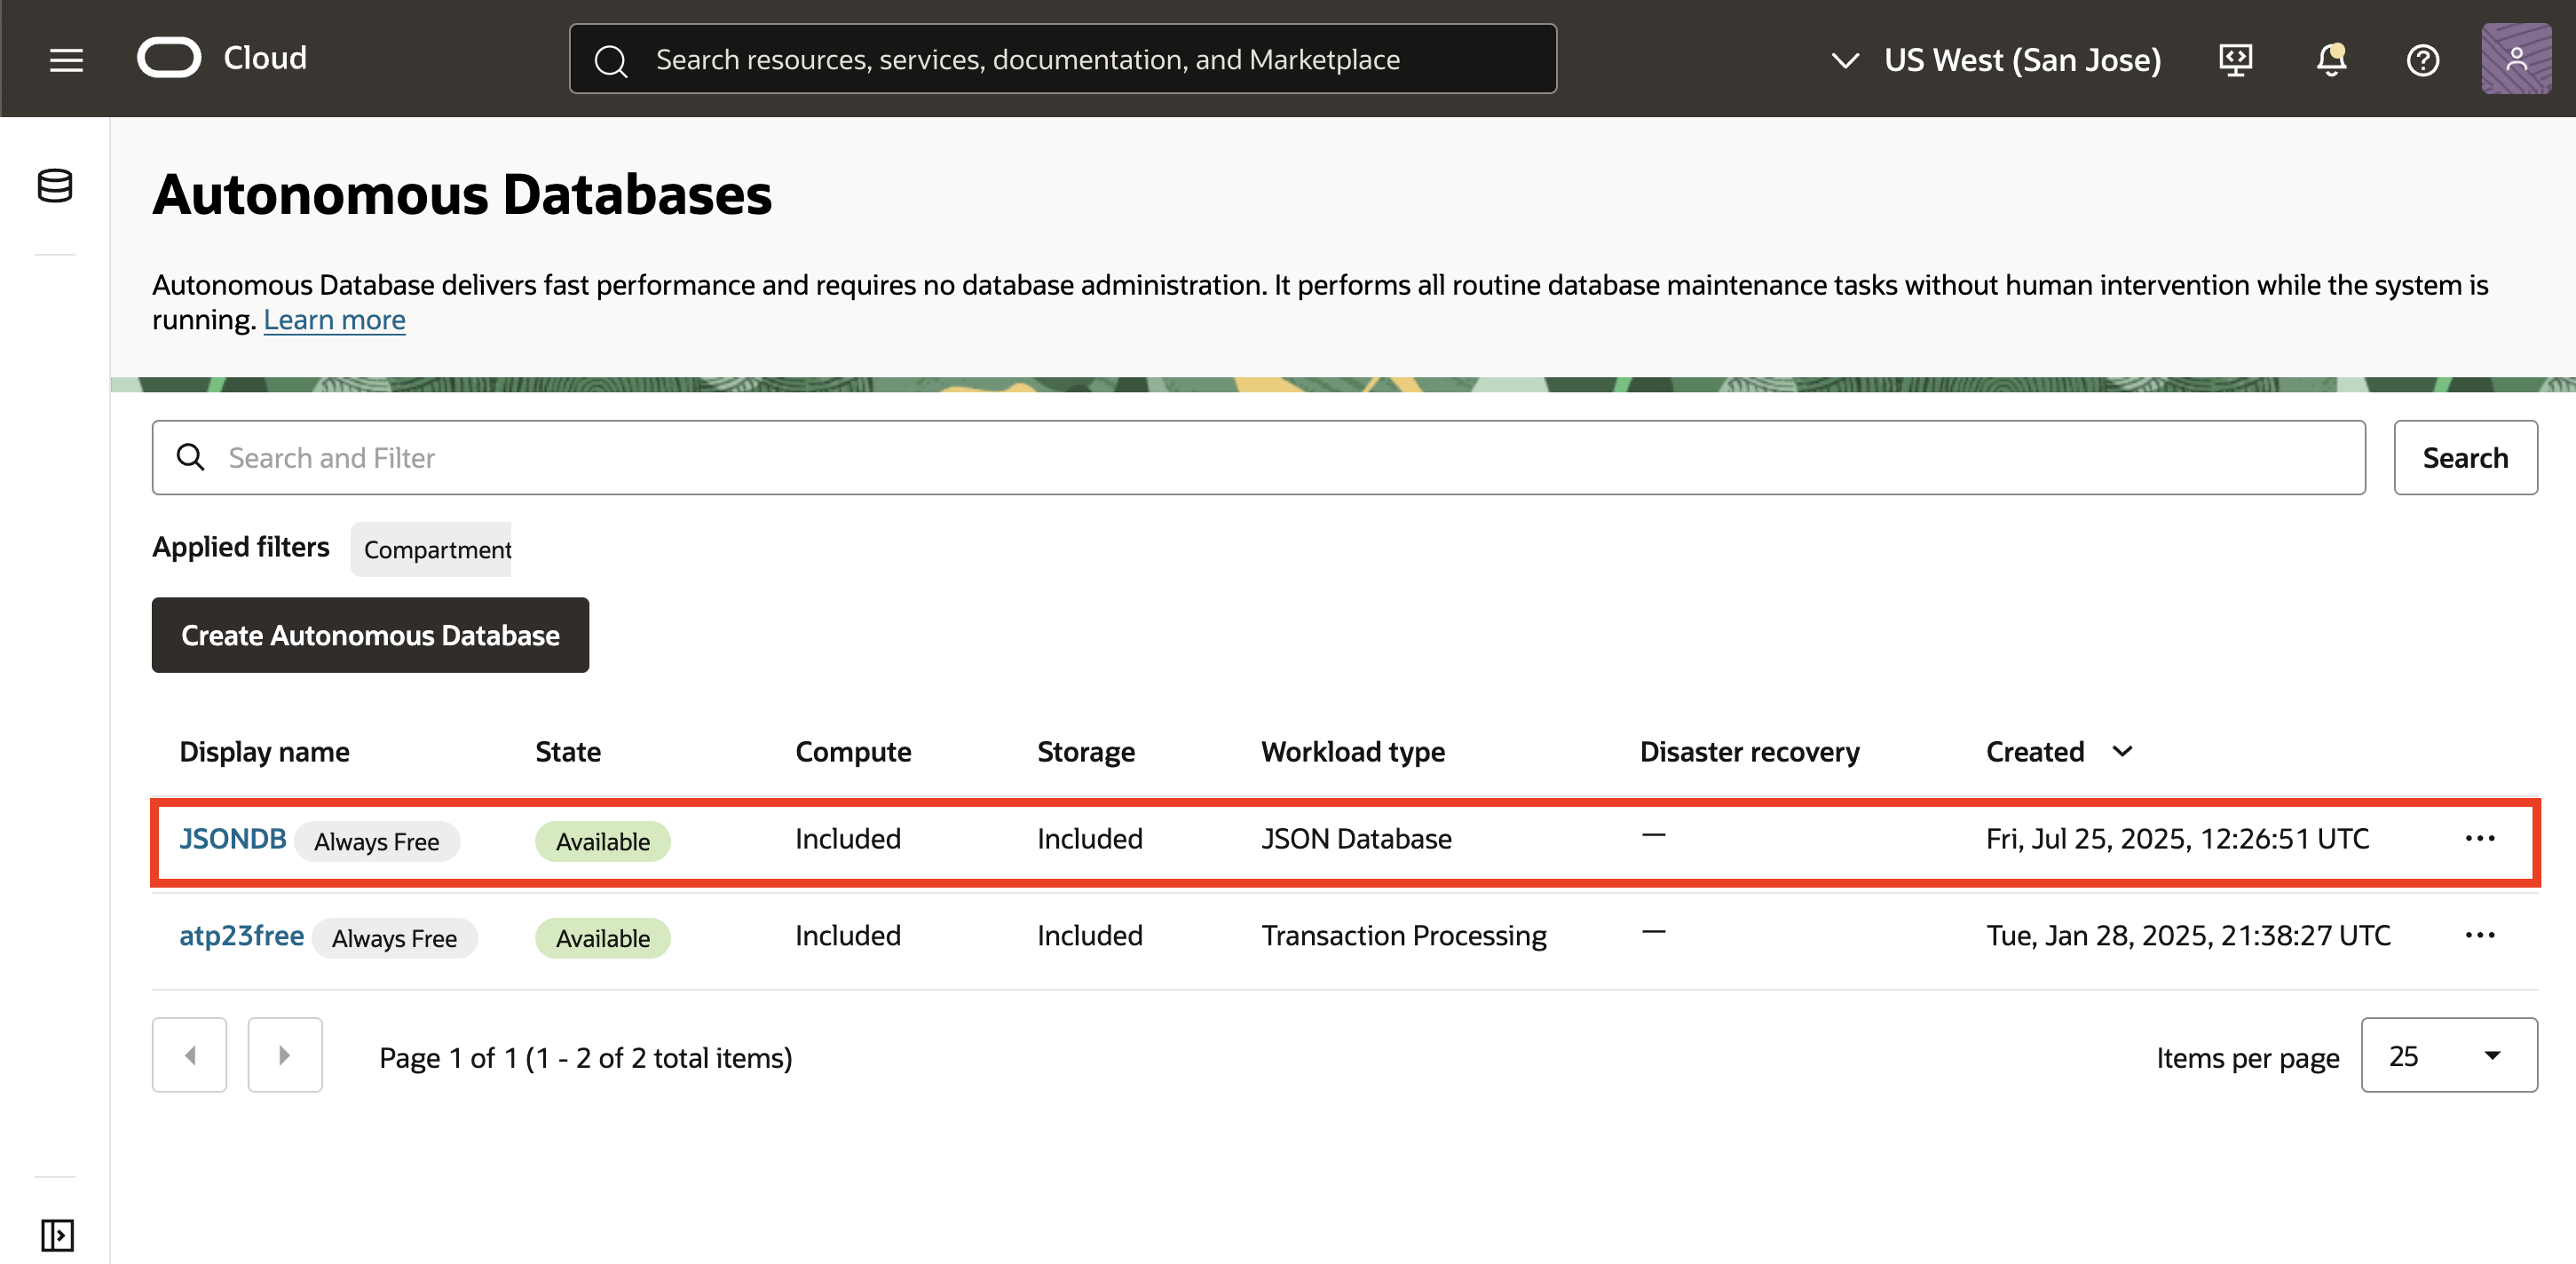 Cloud
Search resources, services, documentation, and Marketplace
US West (San Jose)
Autonomous Databases
Autonomous Database delivers fast performance and requires no database administration. It performs all routine database maintenance tasks without human intervention while the system is
running. Learn more
Search and Filter
Search
Applied filters Compartment
Create Autonomous Database
Display name State Compute Storage Workload type Disaster recovery Created
JSONDB Always Free Available Included Included JSON Database — Fri, Jul 25, 2025, 12:26:51 UTC
atp23free Always Free Available Included Included Transaction Processing — Tue, Jan 28, 2025, 21:38:27 UTC
Page 1 of 1 (1 - 2 of 2 total items)
Items per page 25